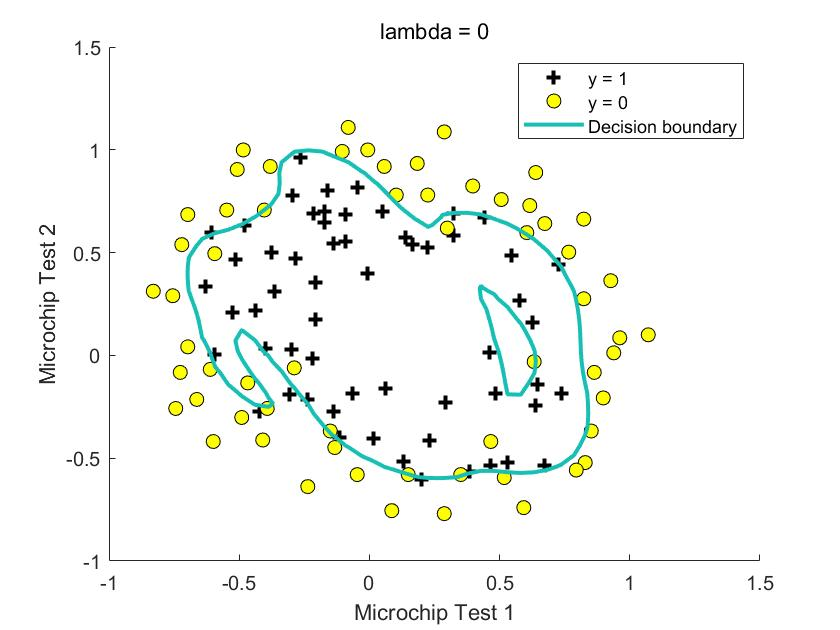 lambda = 0
1.5
1
0.5
0
-0.5
-1
Microchip Test 2
y = 1
y = 0
Decision boundary
-1
-0.5
0
0.5
1
1.5
Microchip Test 1